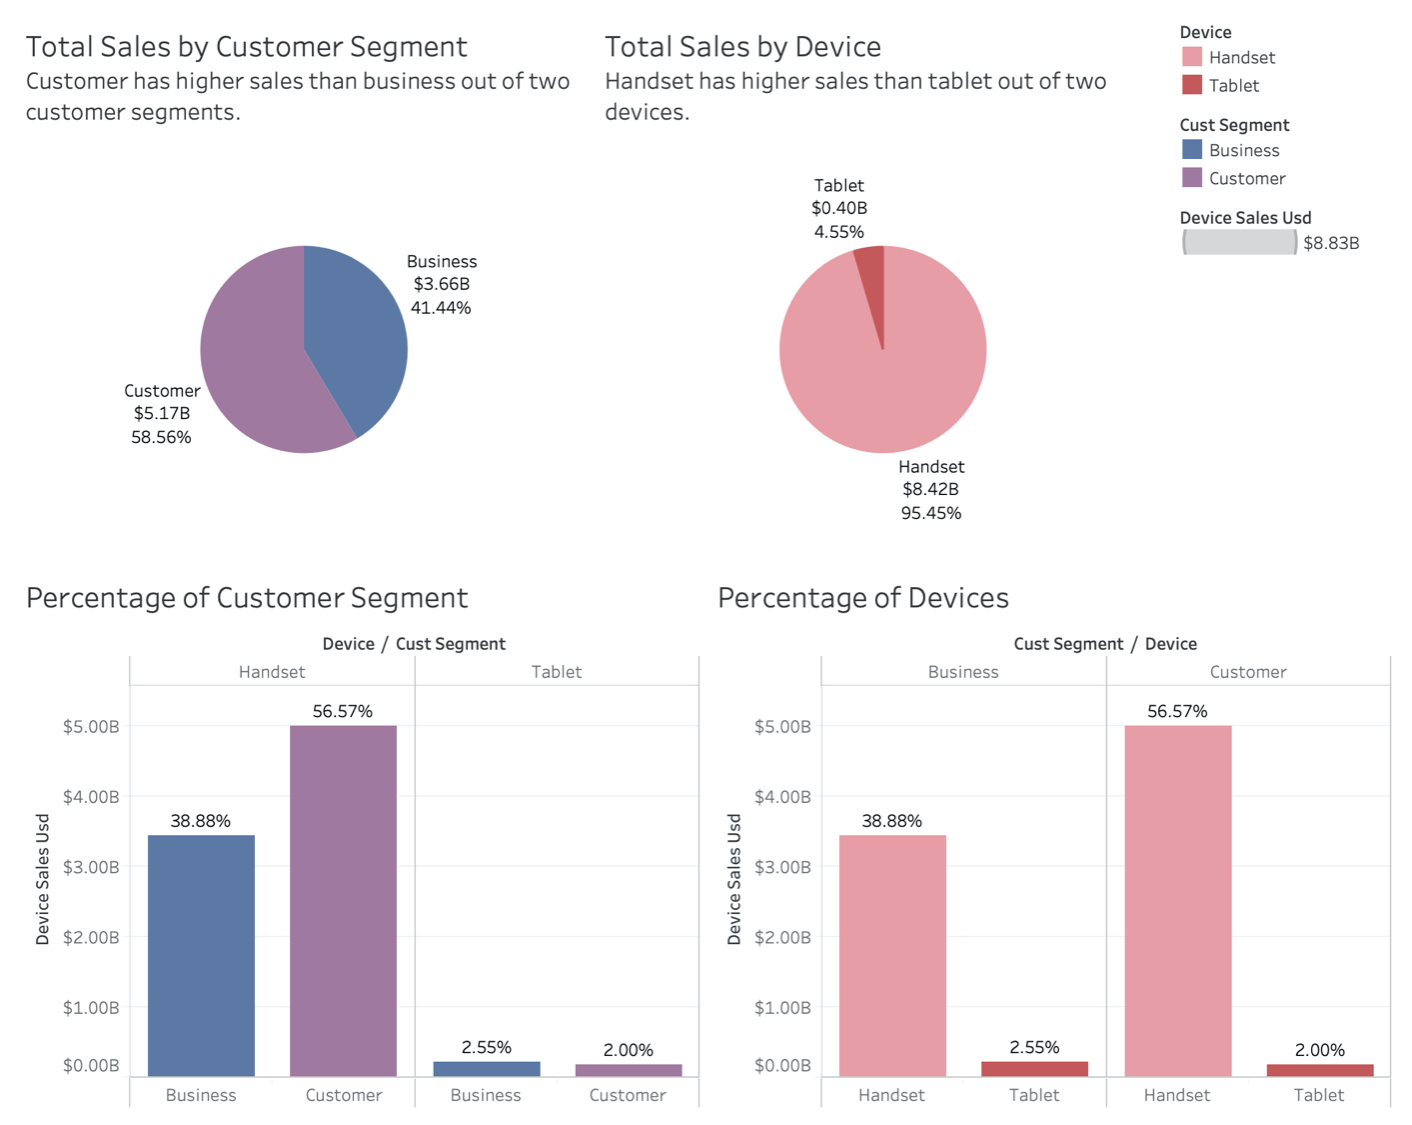 Total Sales by Customer Segment
Customer has higher sales than business out of two
customer segments.
Total Sales by Device
Handset has higher sales than tablet out of two
devices.
Device
Handset
Tablet
Cust Segment
Business
Customer
Device Sales Usd
$8.83B
Business
$3.66B
41.44%
Customer
$5.17B
58.56%
Tablet
$0.40B
4.55%
Handset
$8.42B
95.45%
Percentage of Customer Segment
Device / Cust Segment
Handset
Tablet
Device Sales Usd
$5.00B
$4.00B
$3.00B
$2.00B
$1.00B
$0.00B
38.88%
56.57%
2.55%
2.00%
Business
Customer
Business
Customer
Percentage of Devices
Cust Segment / Device
Business
Customer
Device Sales Usd
$5.00B
$4.00B
$3.00B
$2.00B
$1.00B
$0.00B
38.88%
2.55%
56.57%
2.00%
Handset
Tablet
Handset
Tablet